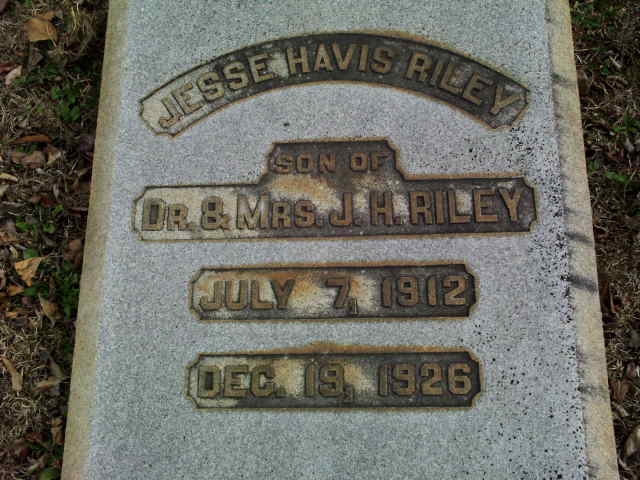 JESSE HAVIS RILEY
SON OF
DR. & MRS. J. H. RILEY
JULY 7, 1912
DEC. 19, 1926